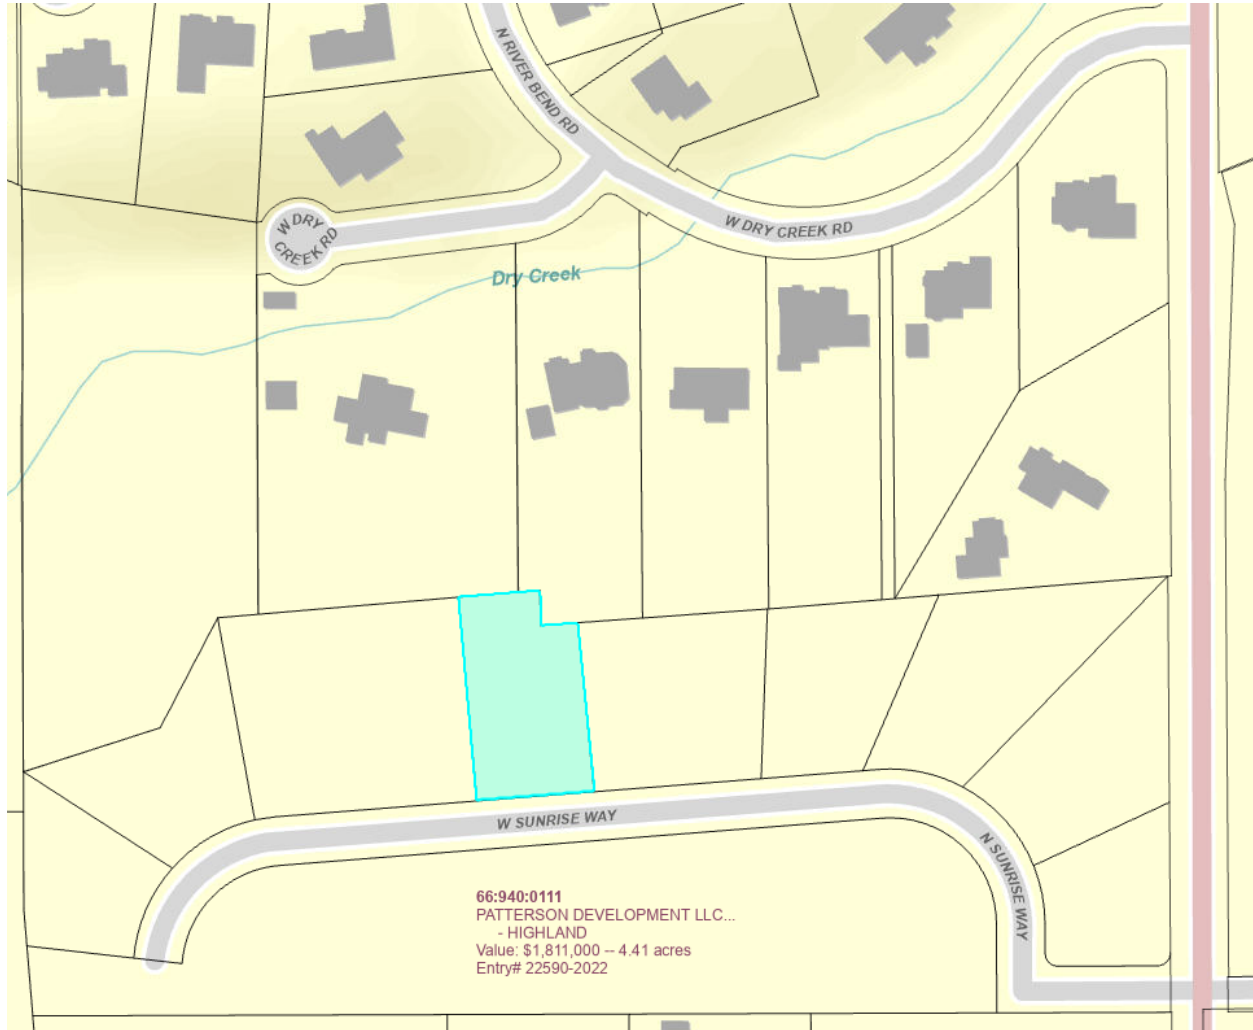 N RIVER BEND RD
W DRY
CREEK RD
W DRY CREEK RD
Dry Creek
W SUNRISE WAY
N SUNRISE WAY
66:940:0111
PATTERSON DEVELOPMENT LLC...
- HIGHLAND
Value: $1,811,000 -- 4.41 acres
Entry# 22590-2022